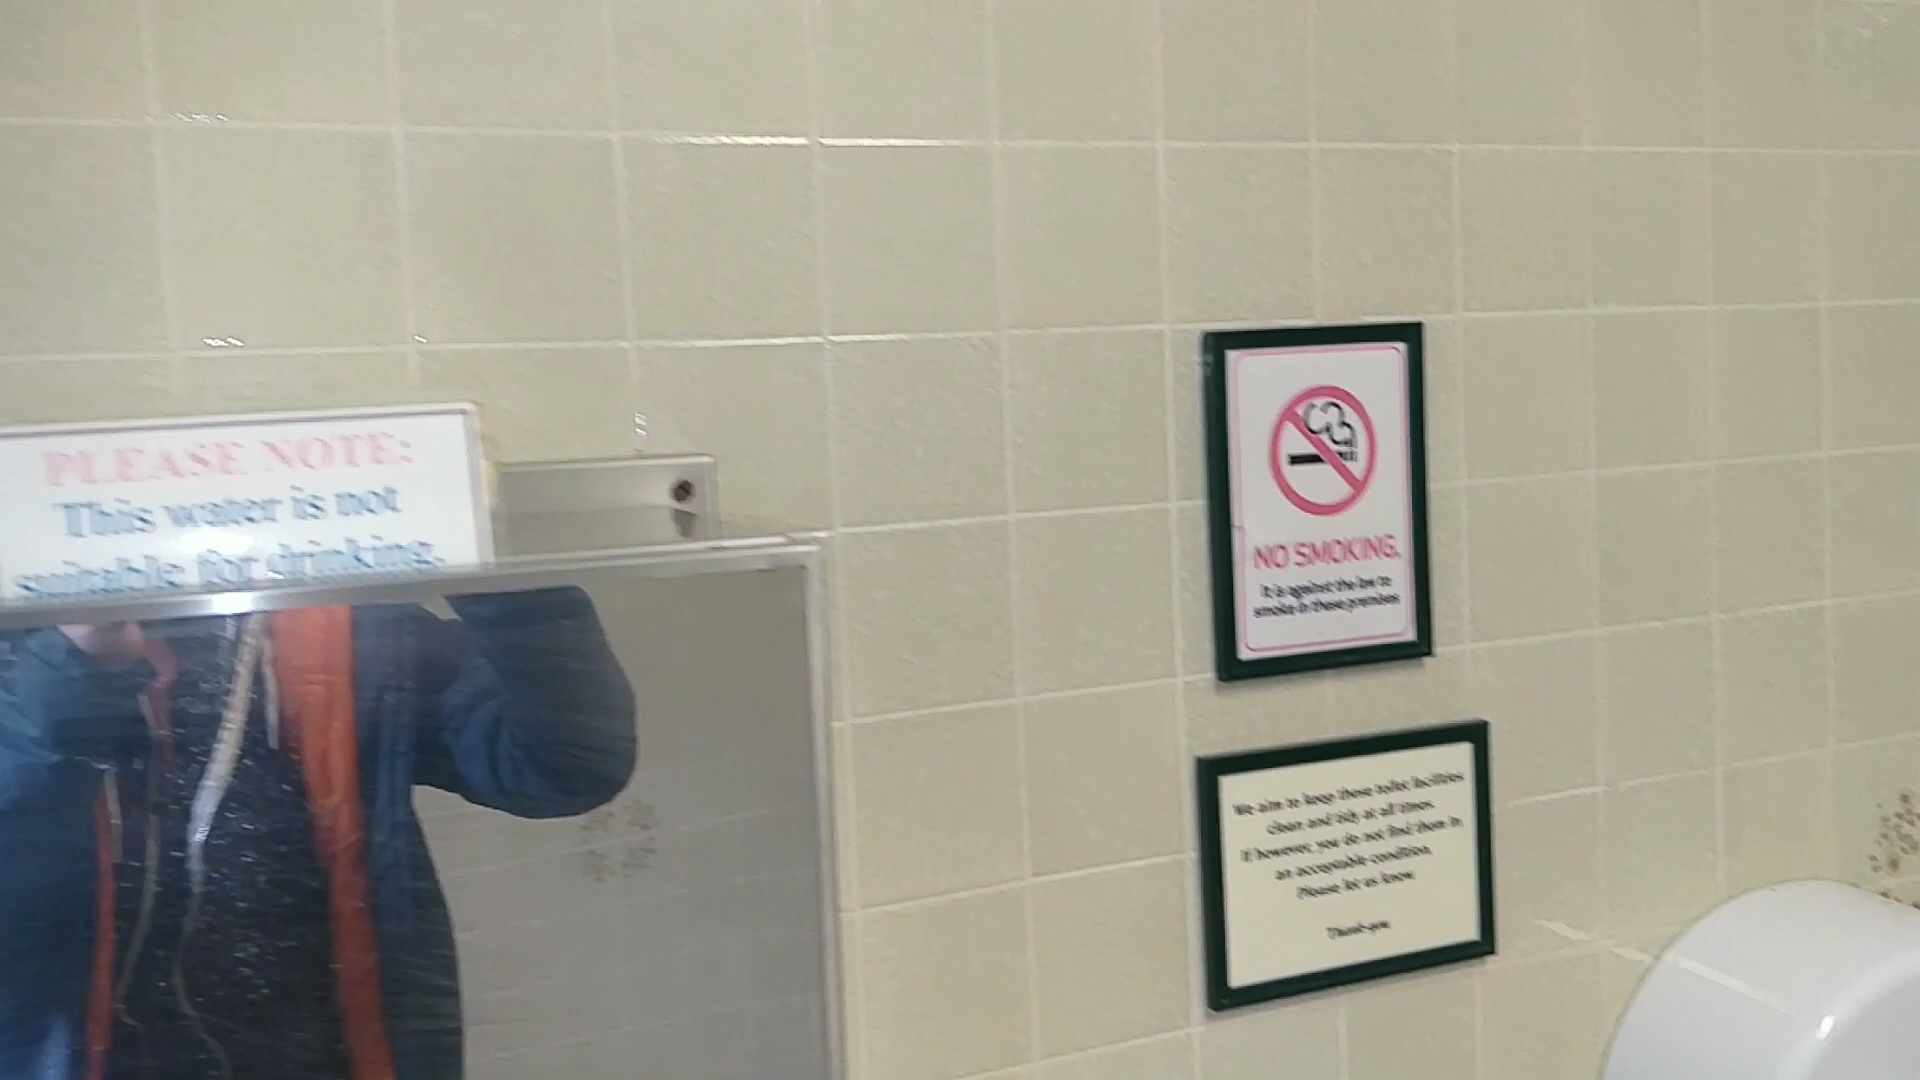 PLEASE NOTE:
This water is not
suitable for drinking.
NO SMOKING.
It is against the law to
smoke in these premises
We aim to keep these toilet facilities
clean and tidy at all times.
If however, you do not find them in
an acceptable condition,
Please let us know
Thank-you